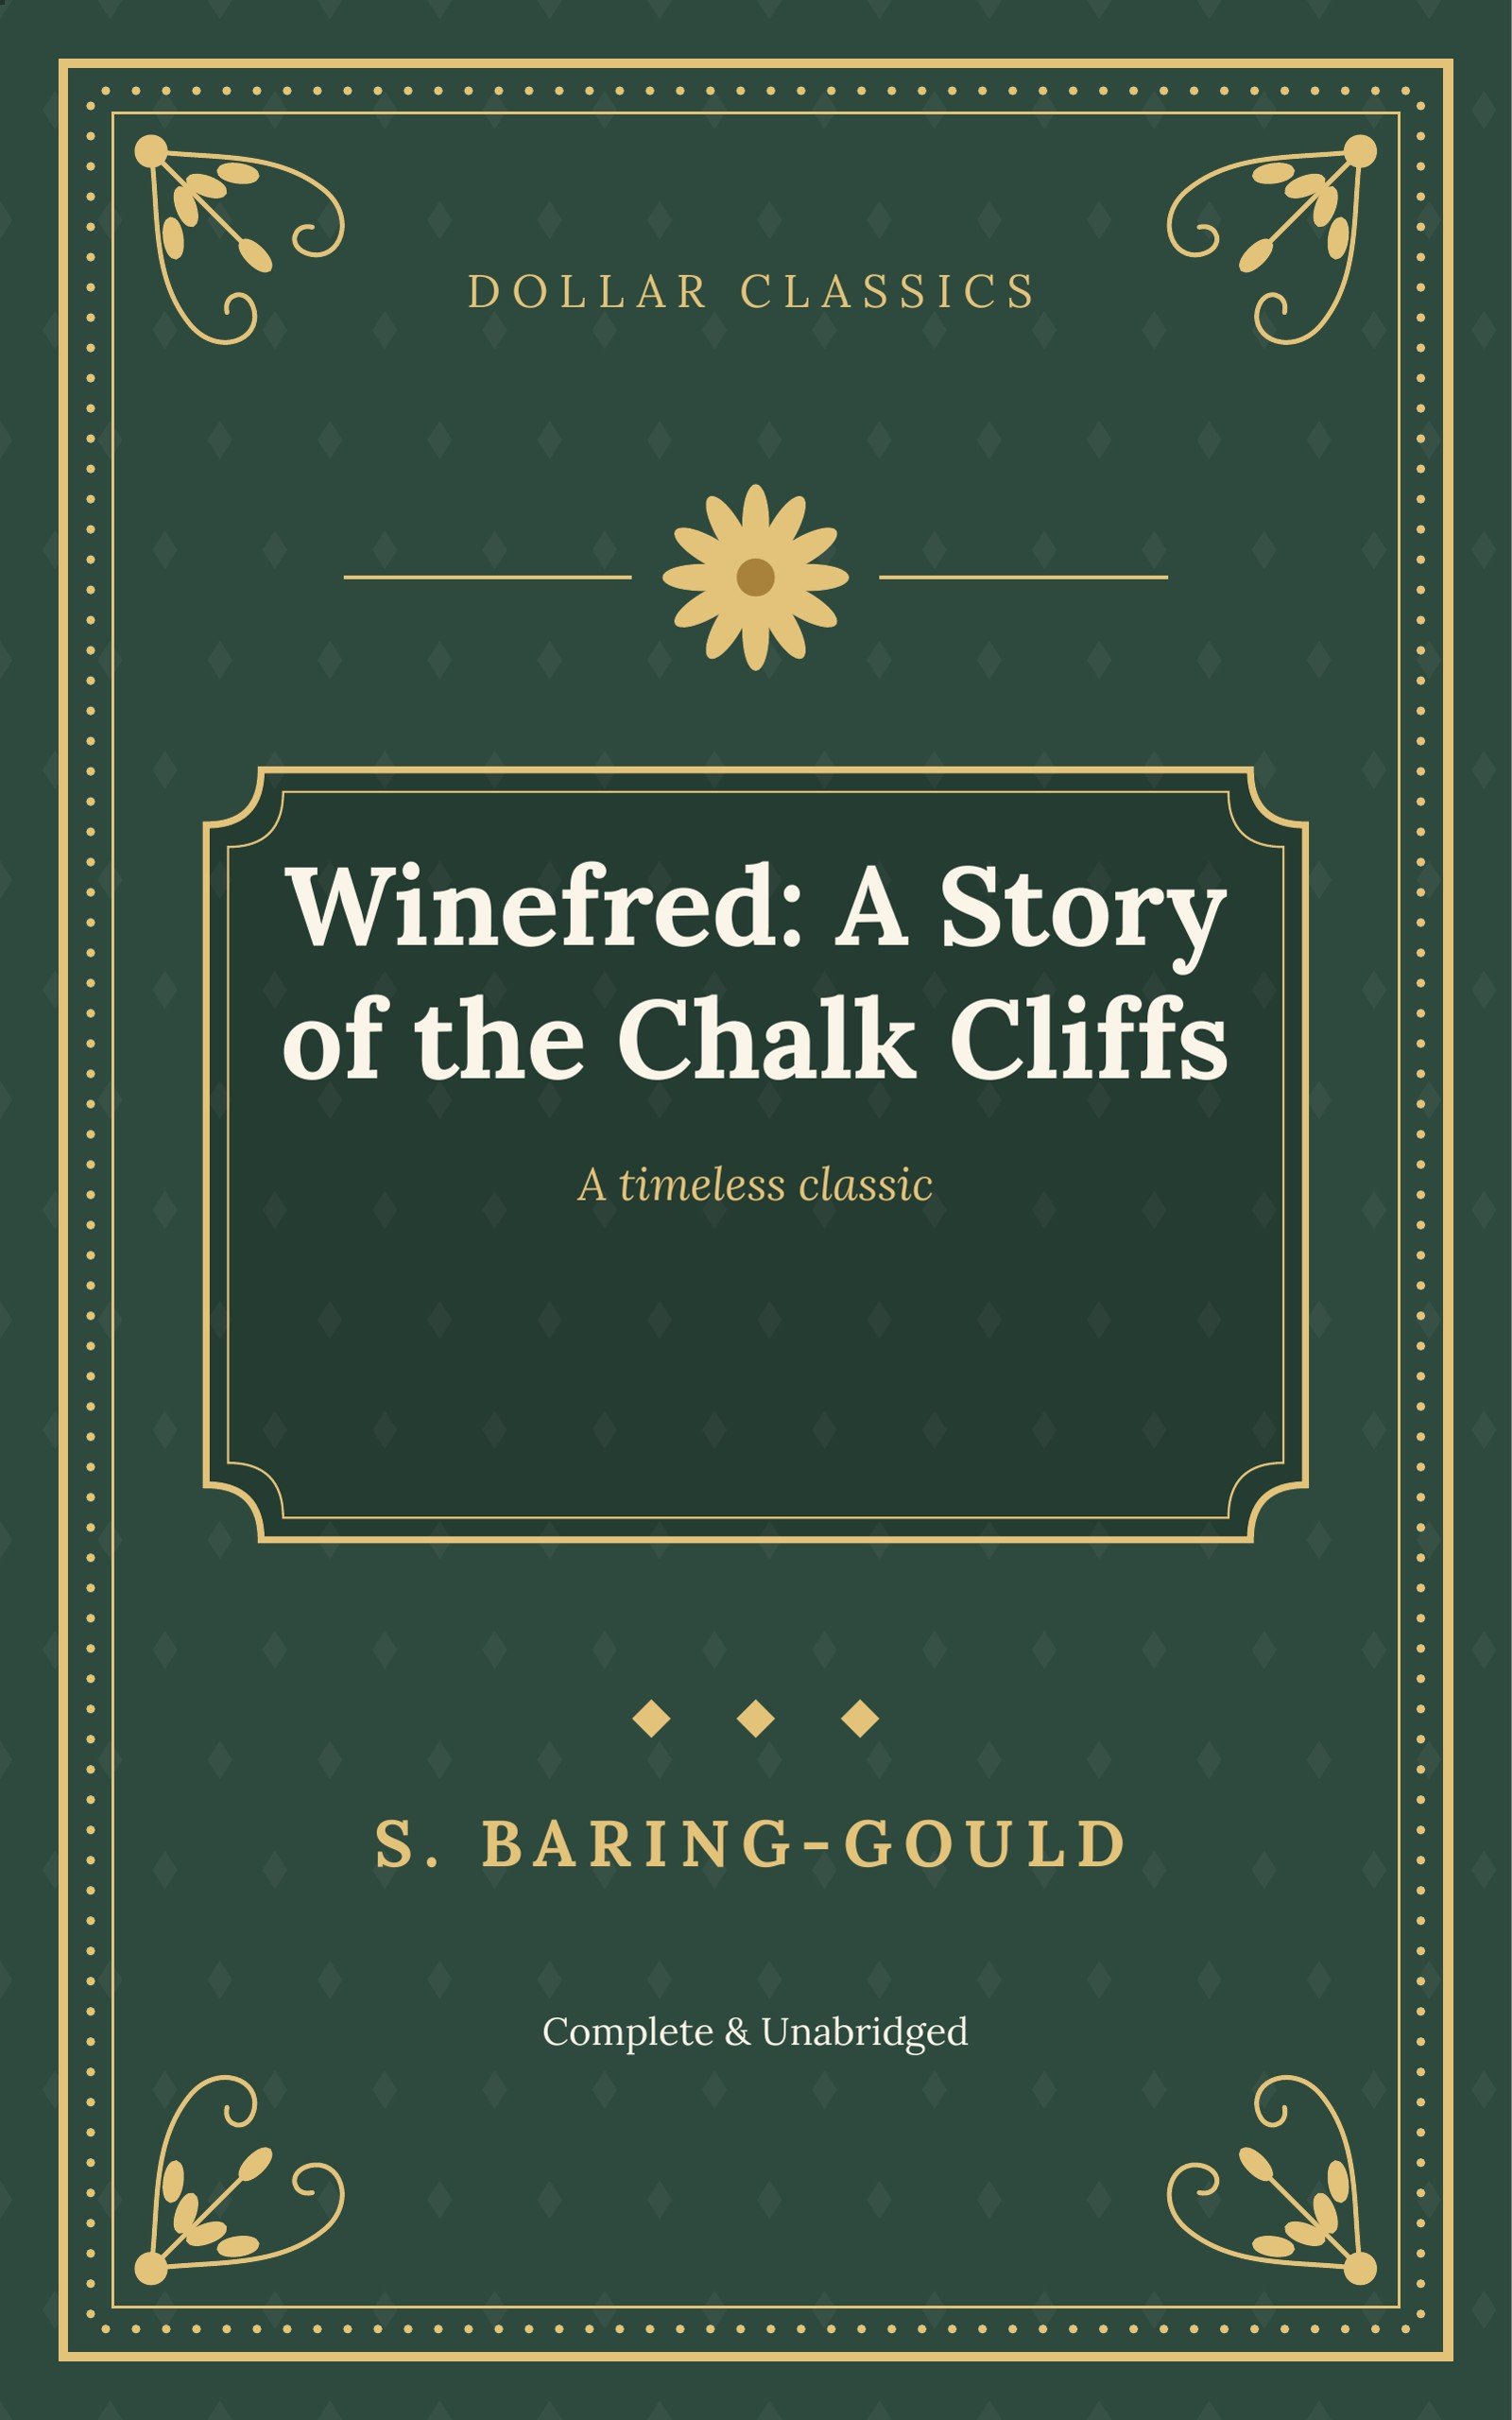 DOLLAR CLASSICS
Winefred: A Story
of the Chalk Cliffs
A timeless classic
S. BARING-GOULD
Complete & Unabridged